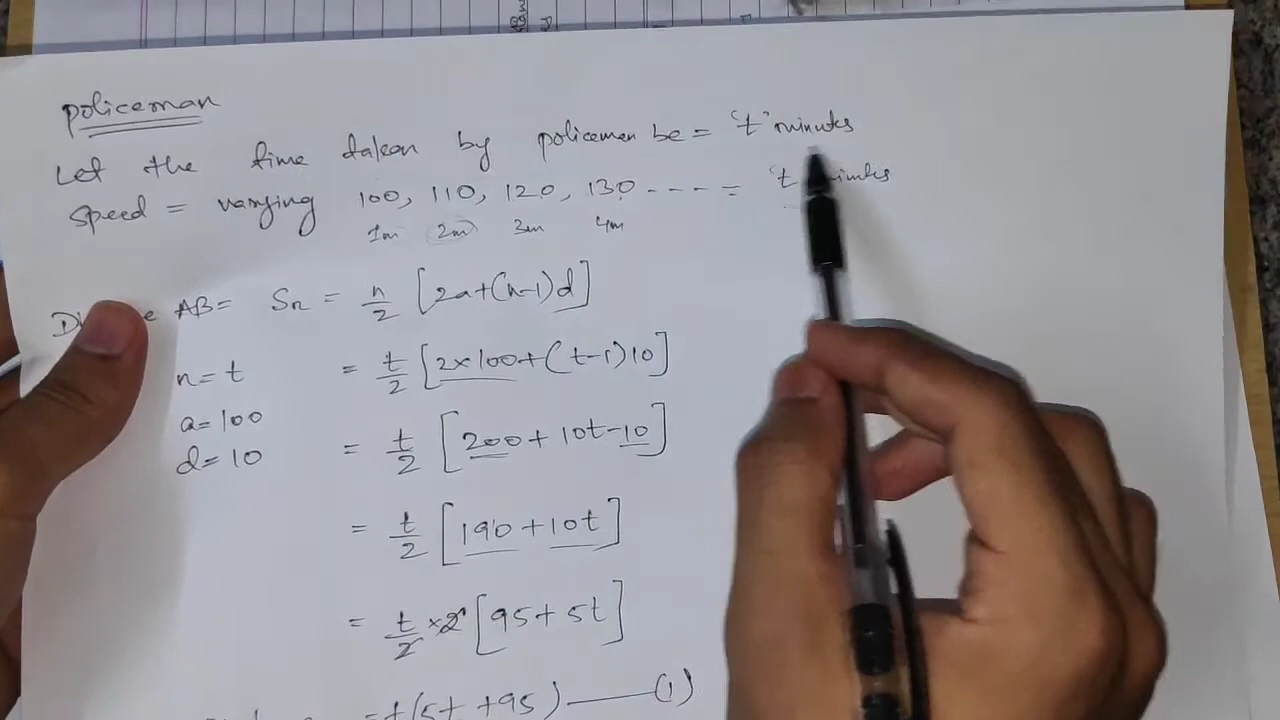 policeman
Let the time taken by policeman be = 't' minutes
Speed = varying 100, 110, 120, 130 - - - - = 't
1m 2m 3m 4m
AB = Sn = n/2 [2a+(n-1)d]
n = t = t/2 [2×100+(t-1)10]
a = 100
d = 10 = t/2 [200+10t-10]
= t/2 [190+10t]
= t/2 ×2 [95+5t]
= t(5t+95) —— (1)